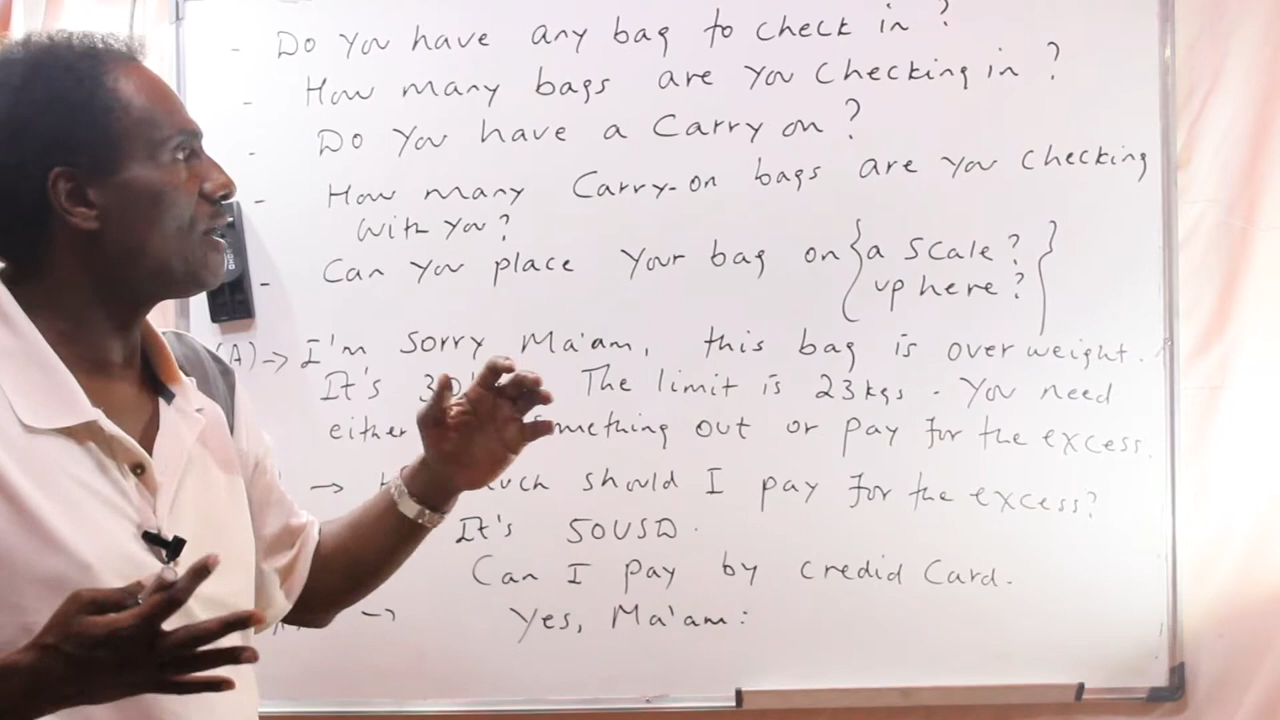 - Do you have any bag to check in ?
- How many bags are you checking in ?
- Do you have a carry on ?
- How many Carry-on bags are you checking
with you ?
- Can you place your bag on { a scale ? }
up here ?
(A) → I'm sorry Ma'am, this bag is overweight.
It's The limit is 23kgs. You need
either out or pay for the excess.
→ should I pay for the excess?
It's 50USD.
Can I pay by credid card.
→ Yes, Ma'am: